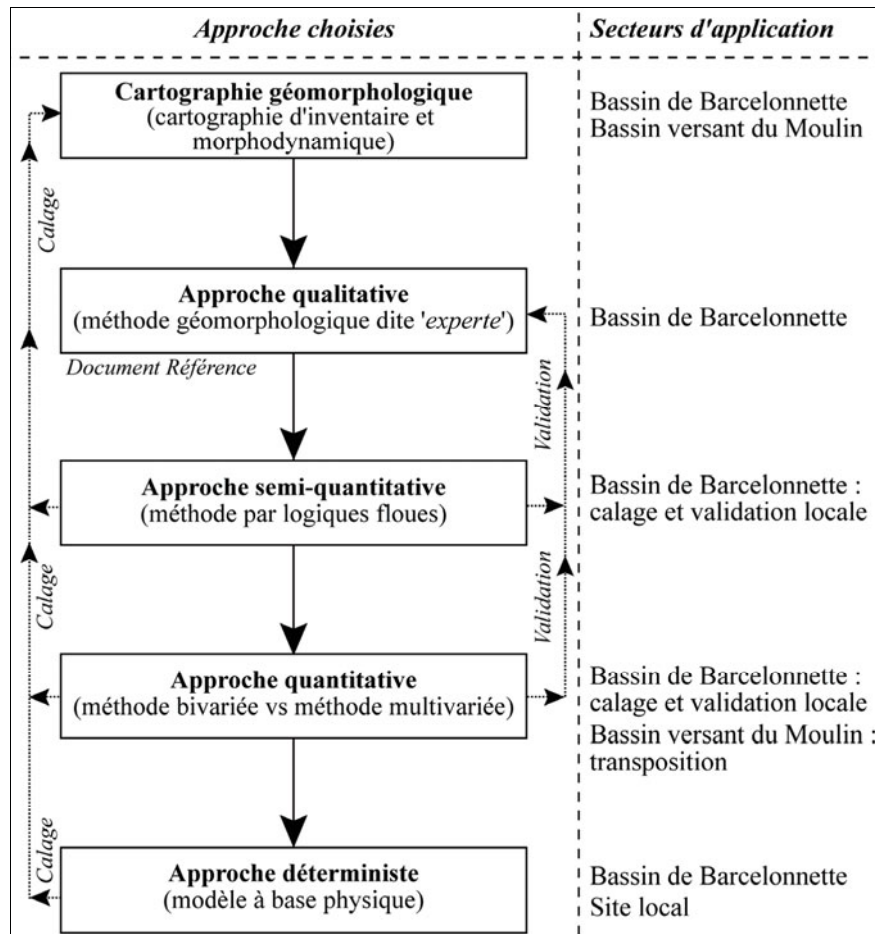 Approche choisies
Secteurs d'application
Cartographie géomorphologique
(cartographie d'inventaire et
morphodynamique)
Bassin de Barcelonnette
Bassin versant du Moulin
Calage
Approche qualitative
(méthode géomorphologique dite 'experte')
Bassin de Barcelonnette
Document Référence
Validation
Approche semi-quantitative
(méthode par logiques floues)
Bassin de Barcelonnette :
calage et validation locale
Calage
Validation
Approche quantitative
(méthode bivariée vs méthode multivariée)
Bassin de Barcelonnette :
calage et validation locale
Bassin versant du Moulin :
transposition
Calage
Approche déterministe
(modèle à base physique)
Bassin de Barcelonnette
Site local